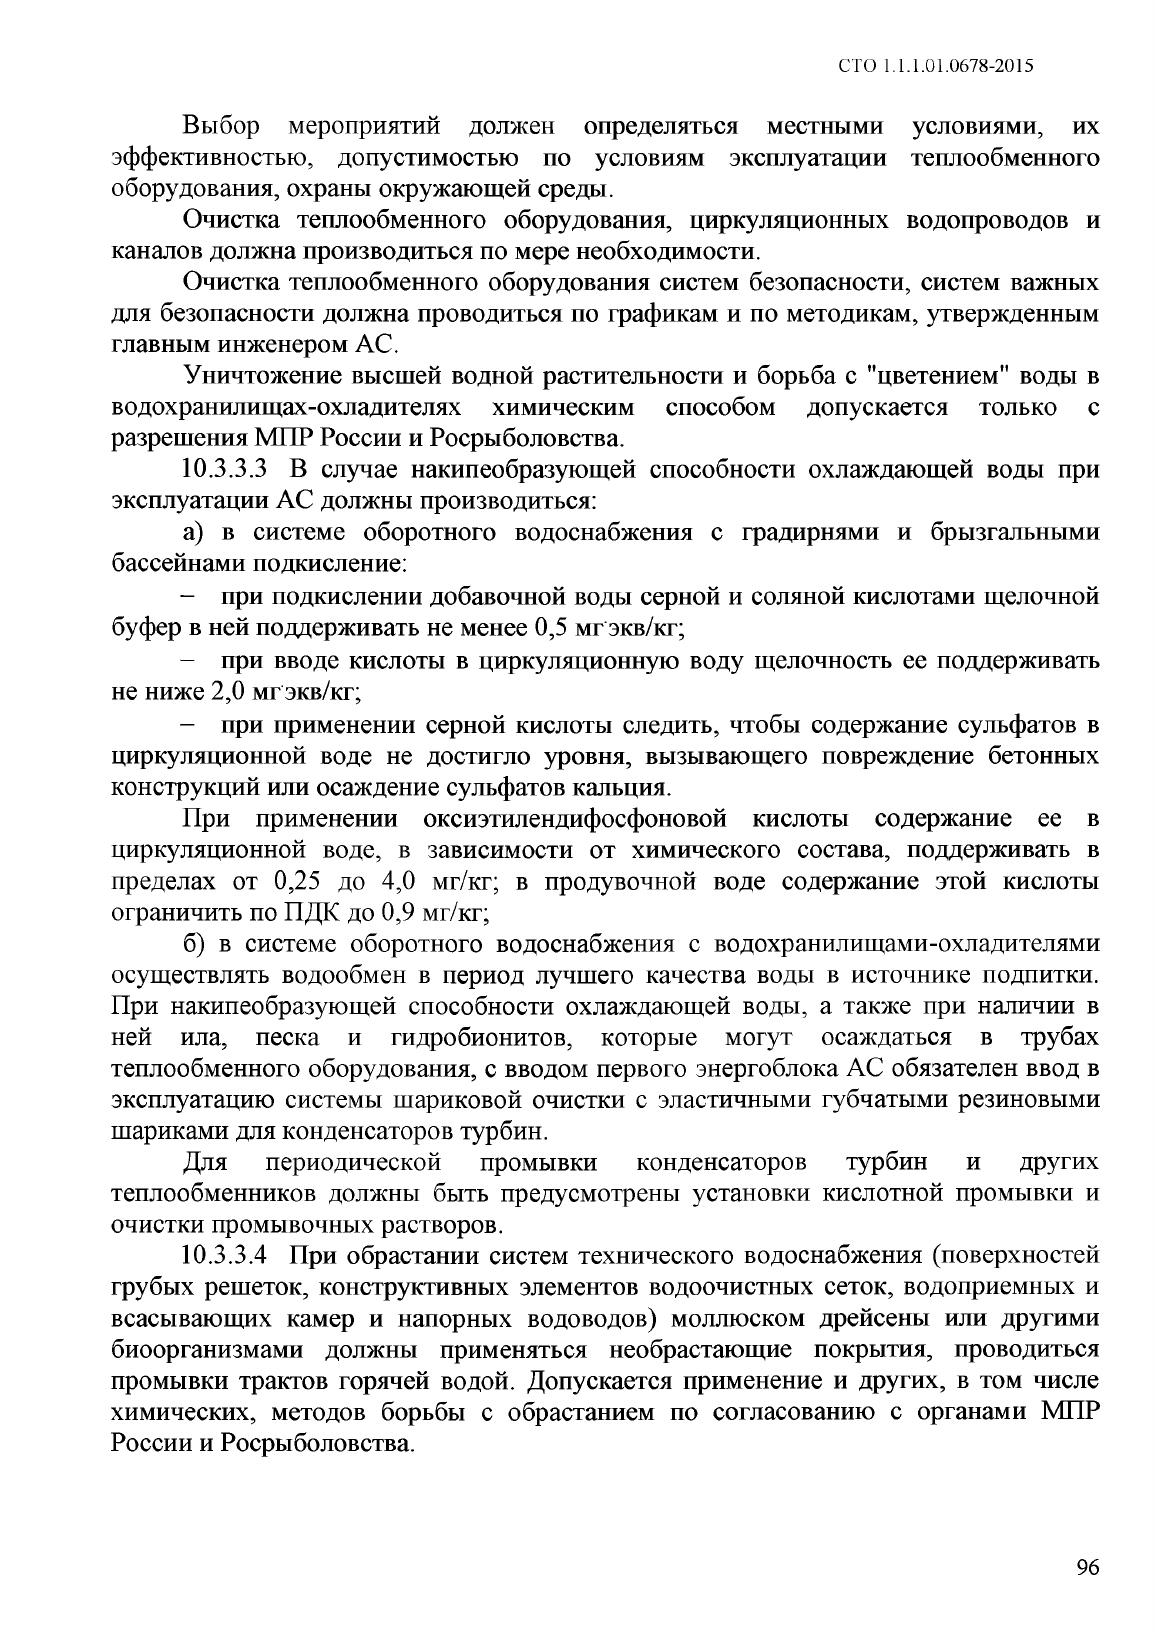 СТО 1.1.1.01.0678-2015
Выбор мероприятий должен определяться местными условиями, их
эффективностью, допустимостью по условиям эксплуатации теплообменного
оборудования, охраны окружающей среды.
Очистка теплообменного оборудования, циркуляционных водопроводов и
каналов должна производиться по мере необходимости.
Очистка теплообменного оборудования систем безопасности, систем важных
для безопасности должна проводиться по графикам и по методикам, утвержденным
главным инженером АС.
Уничтожение высшей водной растительности и борьба с "цветением" воды в
водохранилищах-охладителях химическим способом допускается только с
разрешения МПР России и Росрыболовства.
10.3.3.3 В случае накипеобразующей способности охлаждающей воды при
эксплуатации АС должны производиться:
а) в системе оборотного водоснабжения с градирнями и брызгальными
бассейнами подкисление:
– при подкислении добавочной воды серной и соляной кислотами щелочной
буфер в ней поддерживать не менее 0,5 мг·экв/кг;
– при вводе кислоты в циркуляционную воду щелочность ее поддерживать
не ниже 2,0 мг·экв/кг;
– при применении серной кислоты следить, чтобы содержание сульфатов в
циркуляционной воде не достигло уровня, вызывающего повреждение бетонных
конструкций или осаждение сульфатов кальция.
При применении оксиэтилендифосфоновой кислоты содержание ее в
циркуляционной воде, в зависимости от химического состава, поддерживать в
пределах от 0,25 до 4,0 мг/кг; в продувочной воде содержание этой кислоты
ограничить по ПДК до 0,9 мг/кг;
б) в системе оборотного водоснабжения с водохранилищами-охладителями
осуществлять водообмен в период лучшего качества воды в источнике подпитки.
При накипеобразующей способности охлаждающей воды, а также при наличии в
ней ила, песка и гидробионитов, которые могут осаждаться в трубах
теплообменного оборудования, с вводом первого энергоблока АС обязателен ввод в
эксплуатацию системы шариковой очистки с эластичными губчатыми резиновыми
шариками для конденсаторов турбин.
Для периодической промывки конденсаторов турбин и других
теплообменников должны быть предусмотрены установки кислотной промывки и
очистки промывочных растворов.
10.3.3.4 При обрастании систем технического водоснабжения (поверхностей
грубых решеток, конструктивных элементов водоочистных сеток, водоприемных и
всасывающих камер и напорных водоводов) моллюском дрейсены или другими
биоорганизмами должны применяться необрастающие покрытия, проводиться
промывки трактов горячей водой. Допускается применение и других, в том числе
химических, методов борьбы с обрастанием по согласованию с органами МПР
России и Росрыболовства.
96